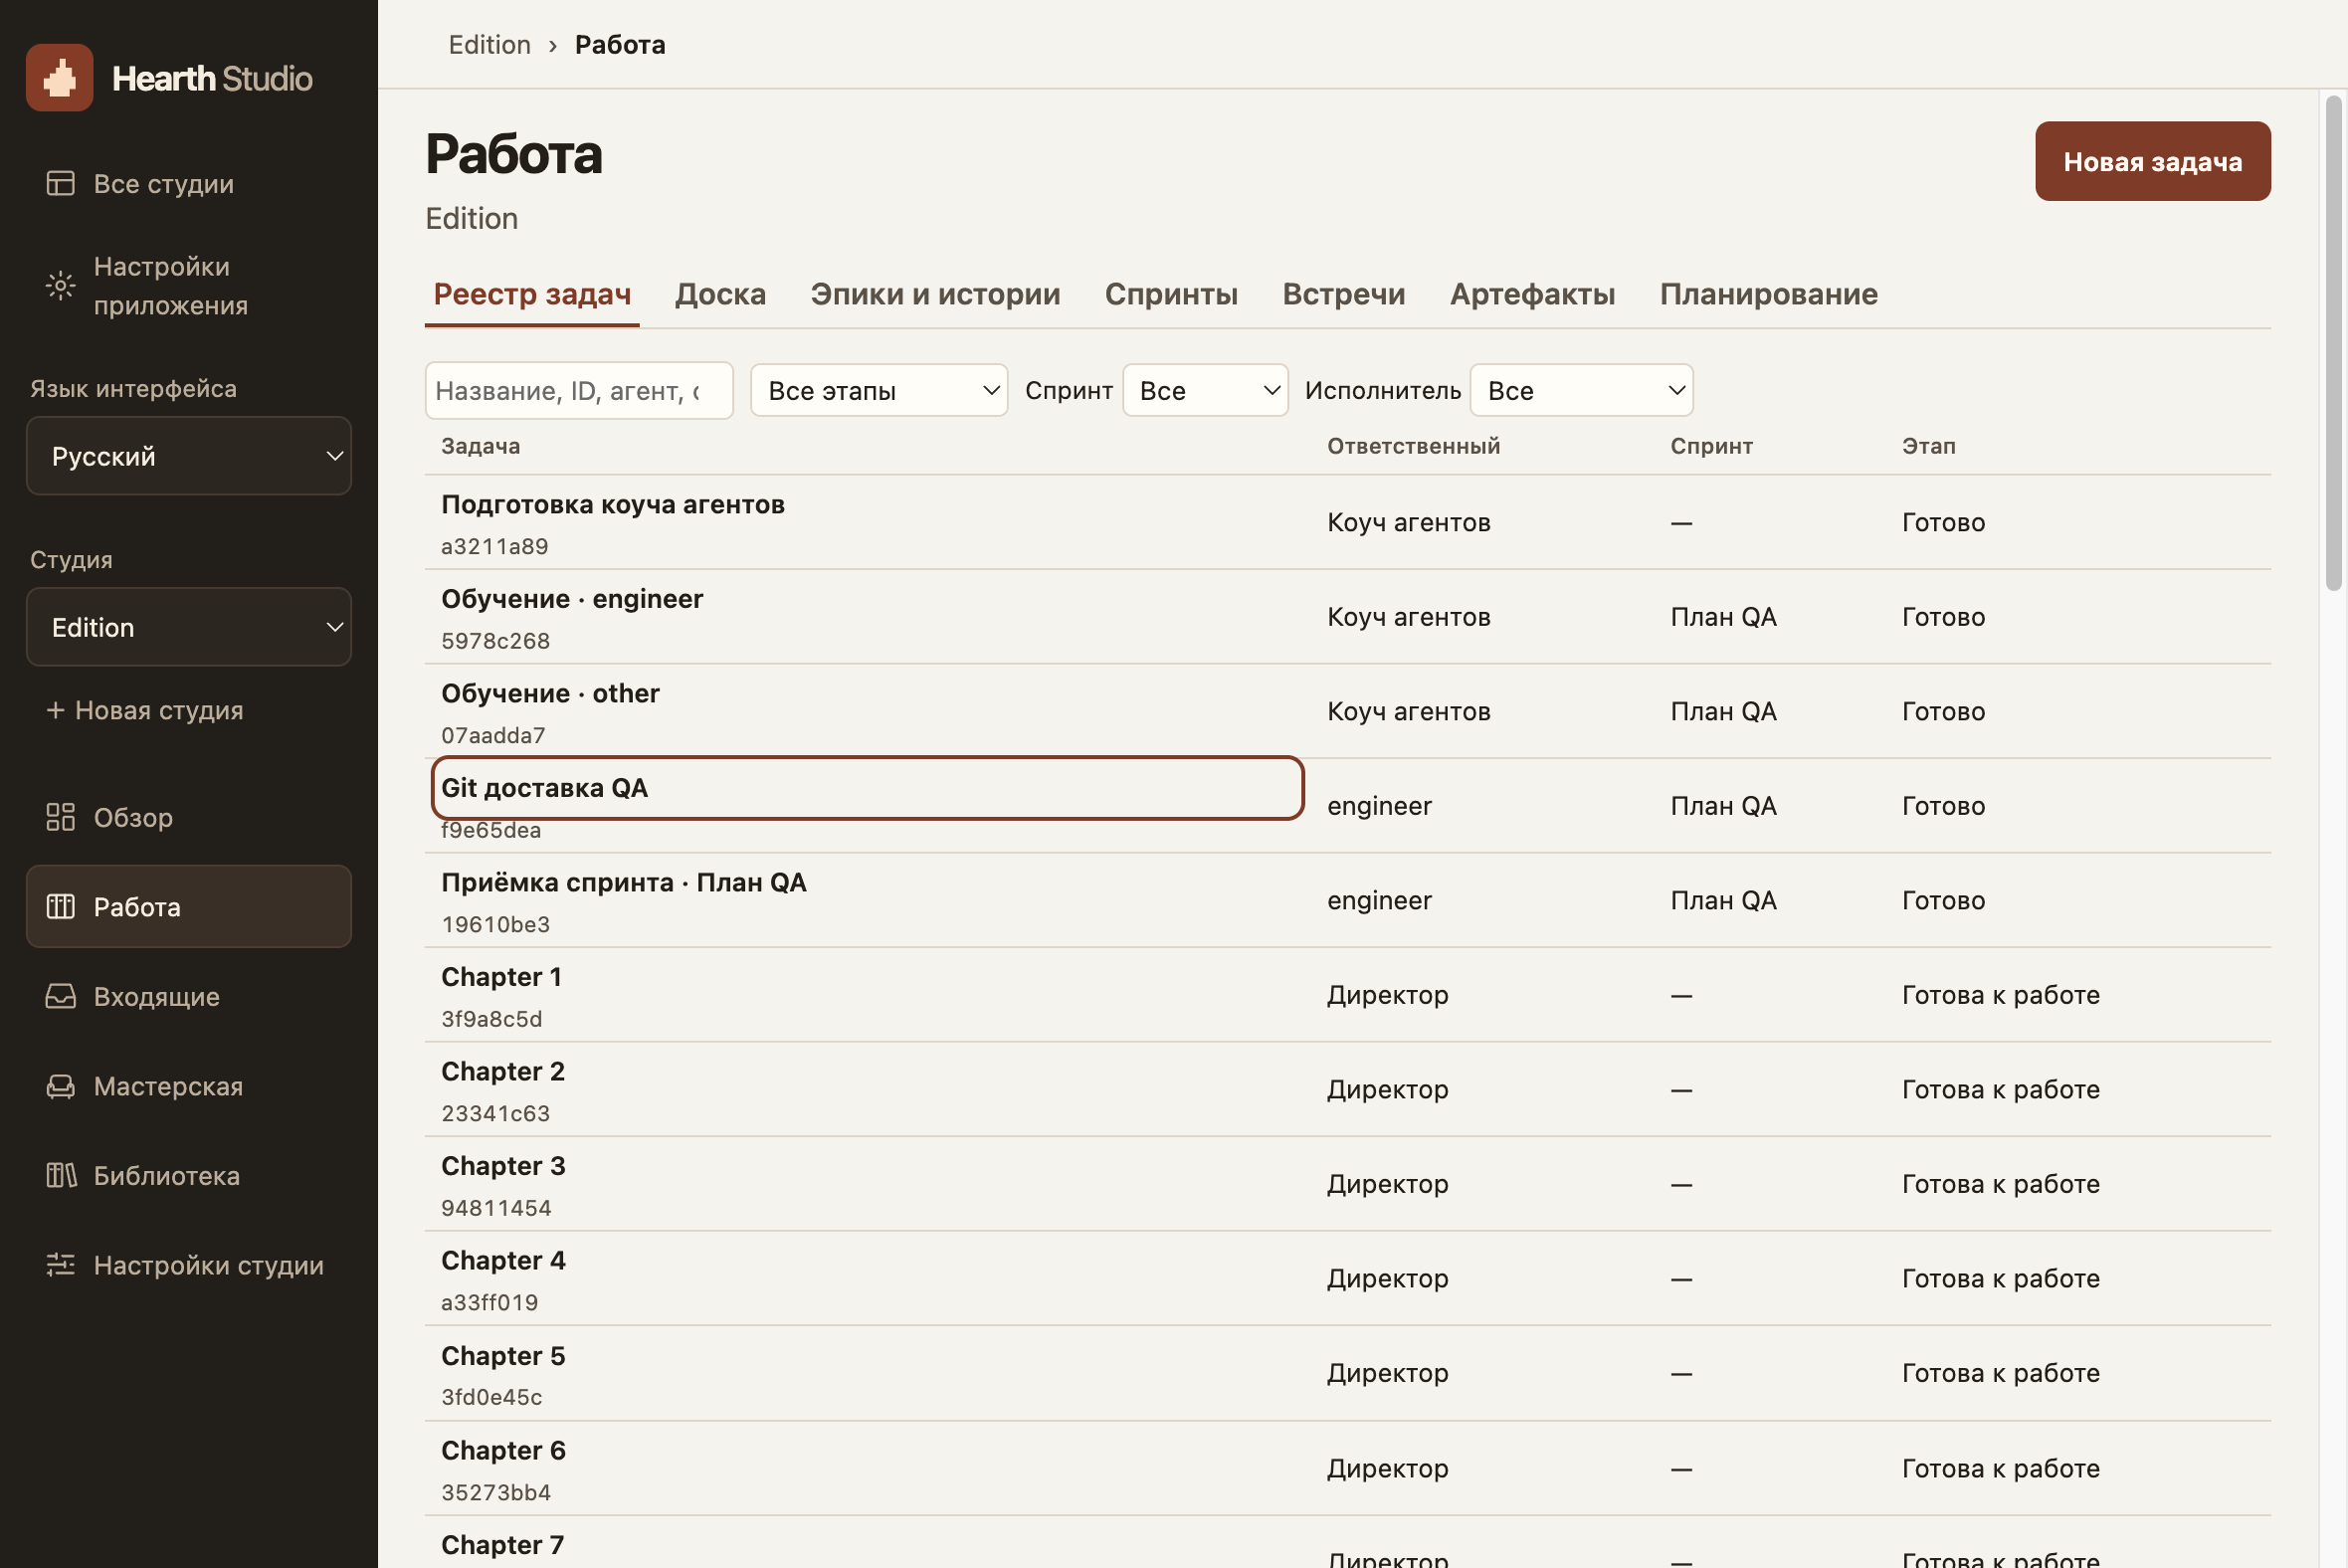 Hearth Studio
Все студии
Настройки
приложения
Язык интерфейса
Русский
Студия
Edition
+ Новая студия
Обзор
Работа
Входящие
Мастерская
Библиотека
Настройки студии
Edition › Работа
Работа
Новая задача
Edition
Реестр задач Доска Эпики и истории Спринты Встречи Артефакты Планирование
Название, ID, агент, с Все этапы Спринт Все Исполнитель Все
Задача Ответственный Спринт Этап
Подготовка коуча агентов
a3211a89
Коуч агентов — Готово
Обучение · engineer
5978c268
Коуч агентов План QA Готово
Обучение · other
07aadda7
Коуч агентов План QA Готово
Git доставка QA
f9e65dea
engineer План QA Готово
Приёмка спринта · План QA
19610be3
engineer План QA Готово
Chapter 1
3f9a8c5d
Директор — Готова к работе
Chapter 2
23341c63
Директор — Готова к работе
Chapter 3
94811454
Директор — Готова к работе
Chapter 4
a33ff019
Директор — Готова к работе
Chapter 5
3fd0e45c
Директор — Готова к работе
Chapter 6
35273bb4
Директор — Готова к работе
Chapter 7
Директор — Готова к работе